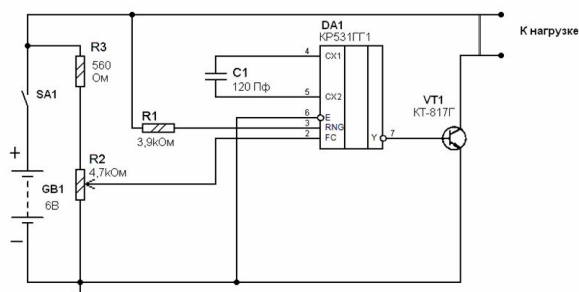 К нагрузке
DA1
КР531ГГ1
R3
560
Ом
4
CX1
C1
120 Пф
5
CX2
SA1
VT1
КТ-817Г
R1
3,9кОм
6
E
3
RNG
2
FC
Y
7
+
R2
4,7кОм
GB1
6В
−